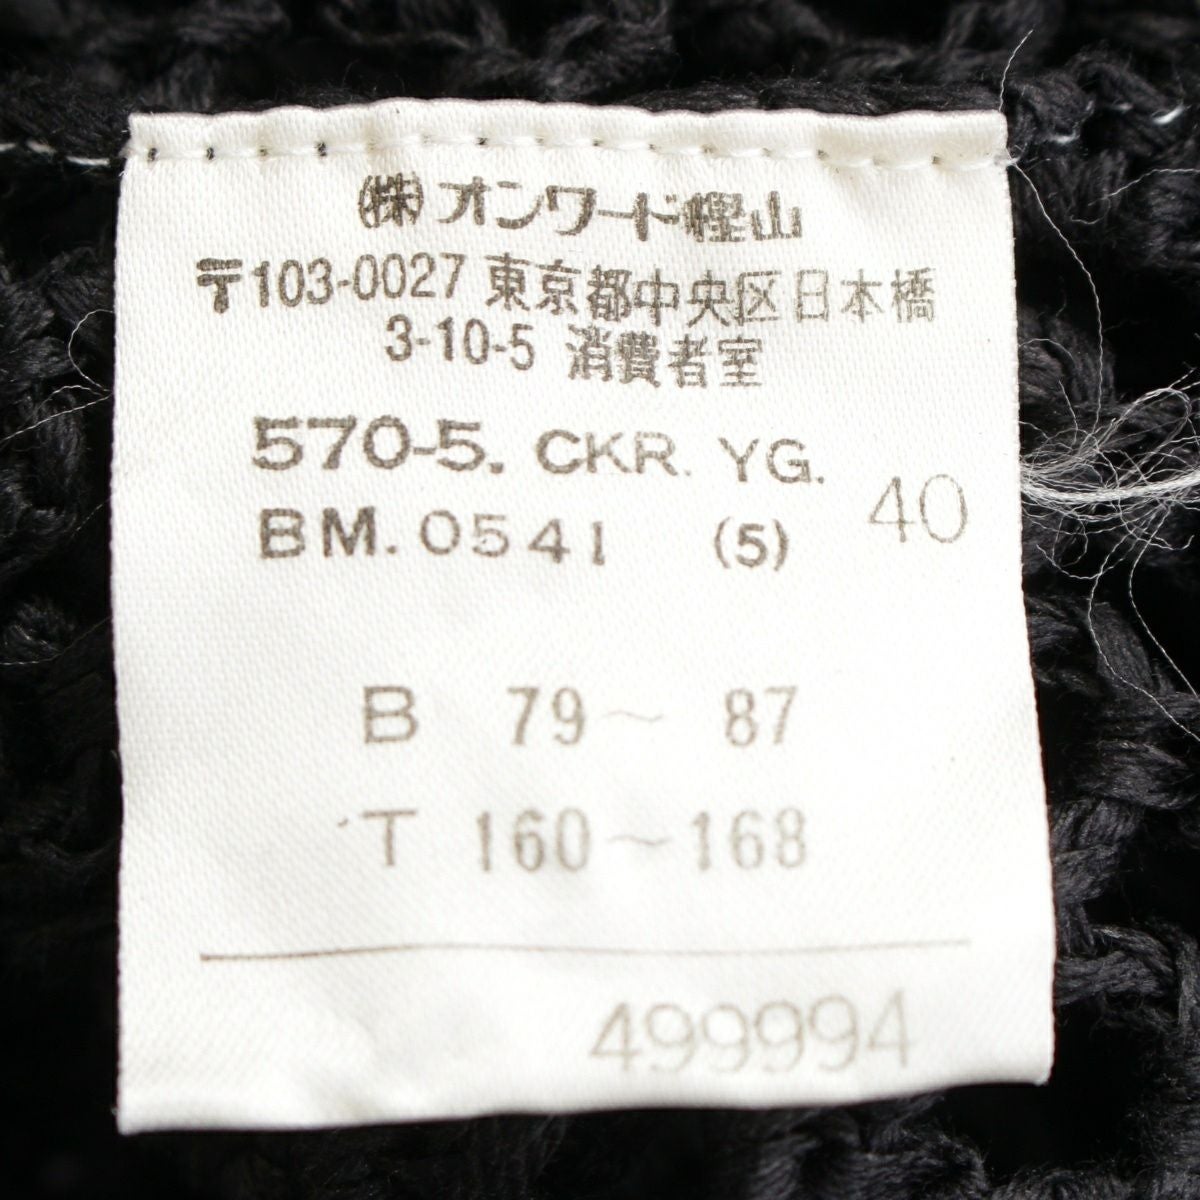 (株)オンワード樫山
〒103-0027 東京都中央区日本橋
3-10-5 消費者室
570-5. CKR. YG.
40
BM. 0541 (5)
B 79～ 87
T 160～168
499994